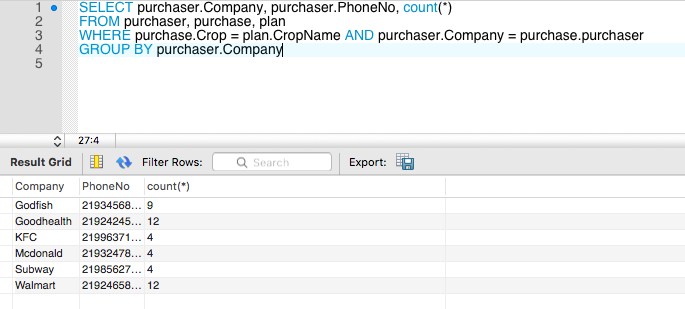 1 SELECT purchaser.Company, purchaser.PhoneNo, count(*)
2 FROM purchaser, purchase, plan
3 WHERE purchase.Crop = plan.CropName AND purchaser.Company = purchase.purchaser
4 GROUP BY purchaser.Company
5
27:4
Result Grid Filter Rows: Search Export:
Company PhoneNo count(*)
Godfish 21934568... 9
Goodhealth 21924245... 12
KFC 21996371... 4
Mcdonald 21932478... 4
Subway 21985627... 4
Walmart 21924658... 12